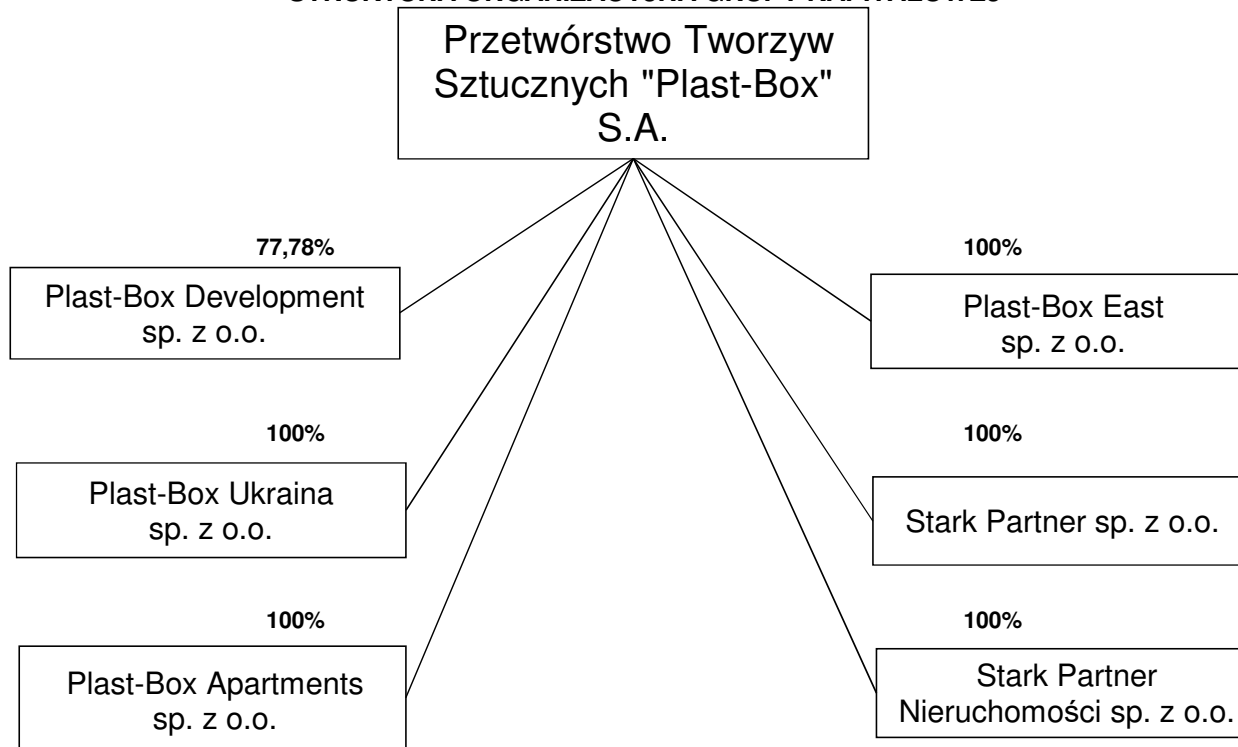 Przetwórstwo Tworzyw
Sztucznych "Plast-Box"
S.A.
77,78%
100%
Plast-Box Development
sp. z o.o.
Plast-Box East
sp. z o.o.
100%
100%
Plast-Box Ukraina
sp. z o.o.
Stark Partner sp. z o.o.
100%
100%
Plast-Box Apartments
sp. z o.o.
Stark Partner
Nieruchomości sp. z o.o.